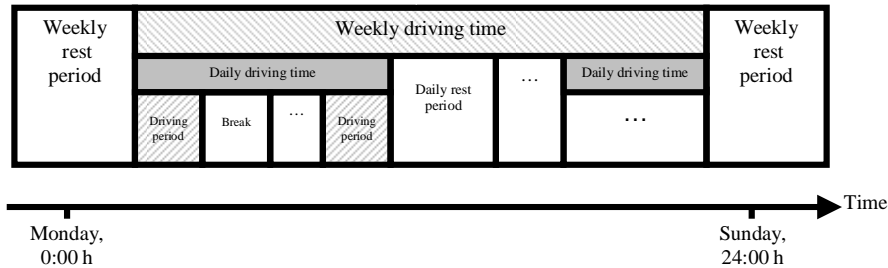 Weekly
rest
period
Weekly driving time
Weekly
rest
period
Daily driving time
Daily rest
period
...
Daily driving time
Driving
period
Break
...
Driving
period
...
Time
Monday,
0:00 h
Sunday,
24:00 h